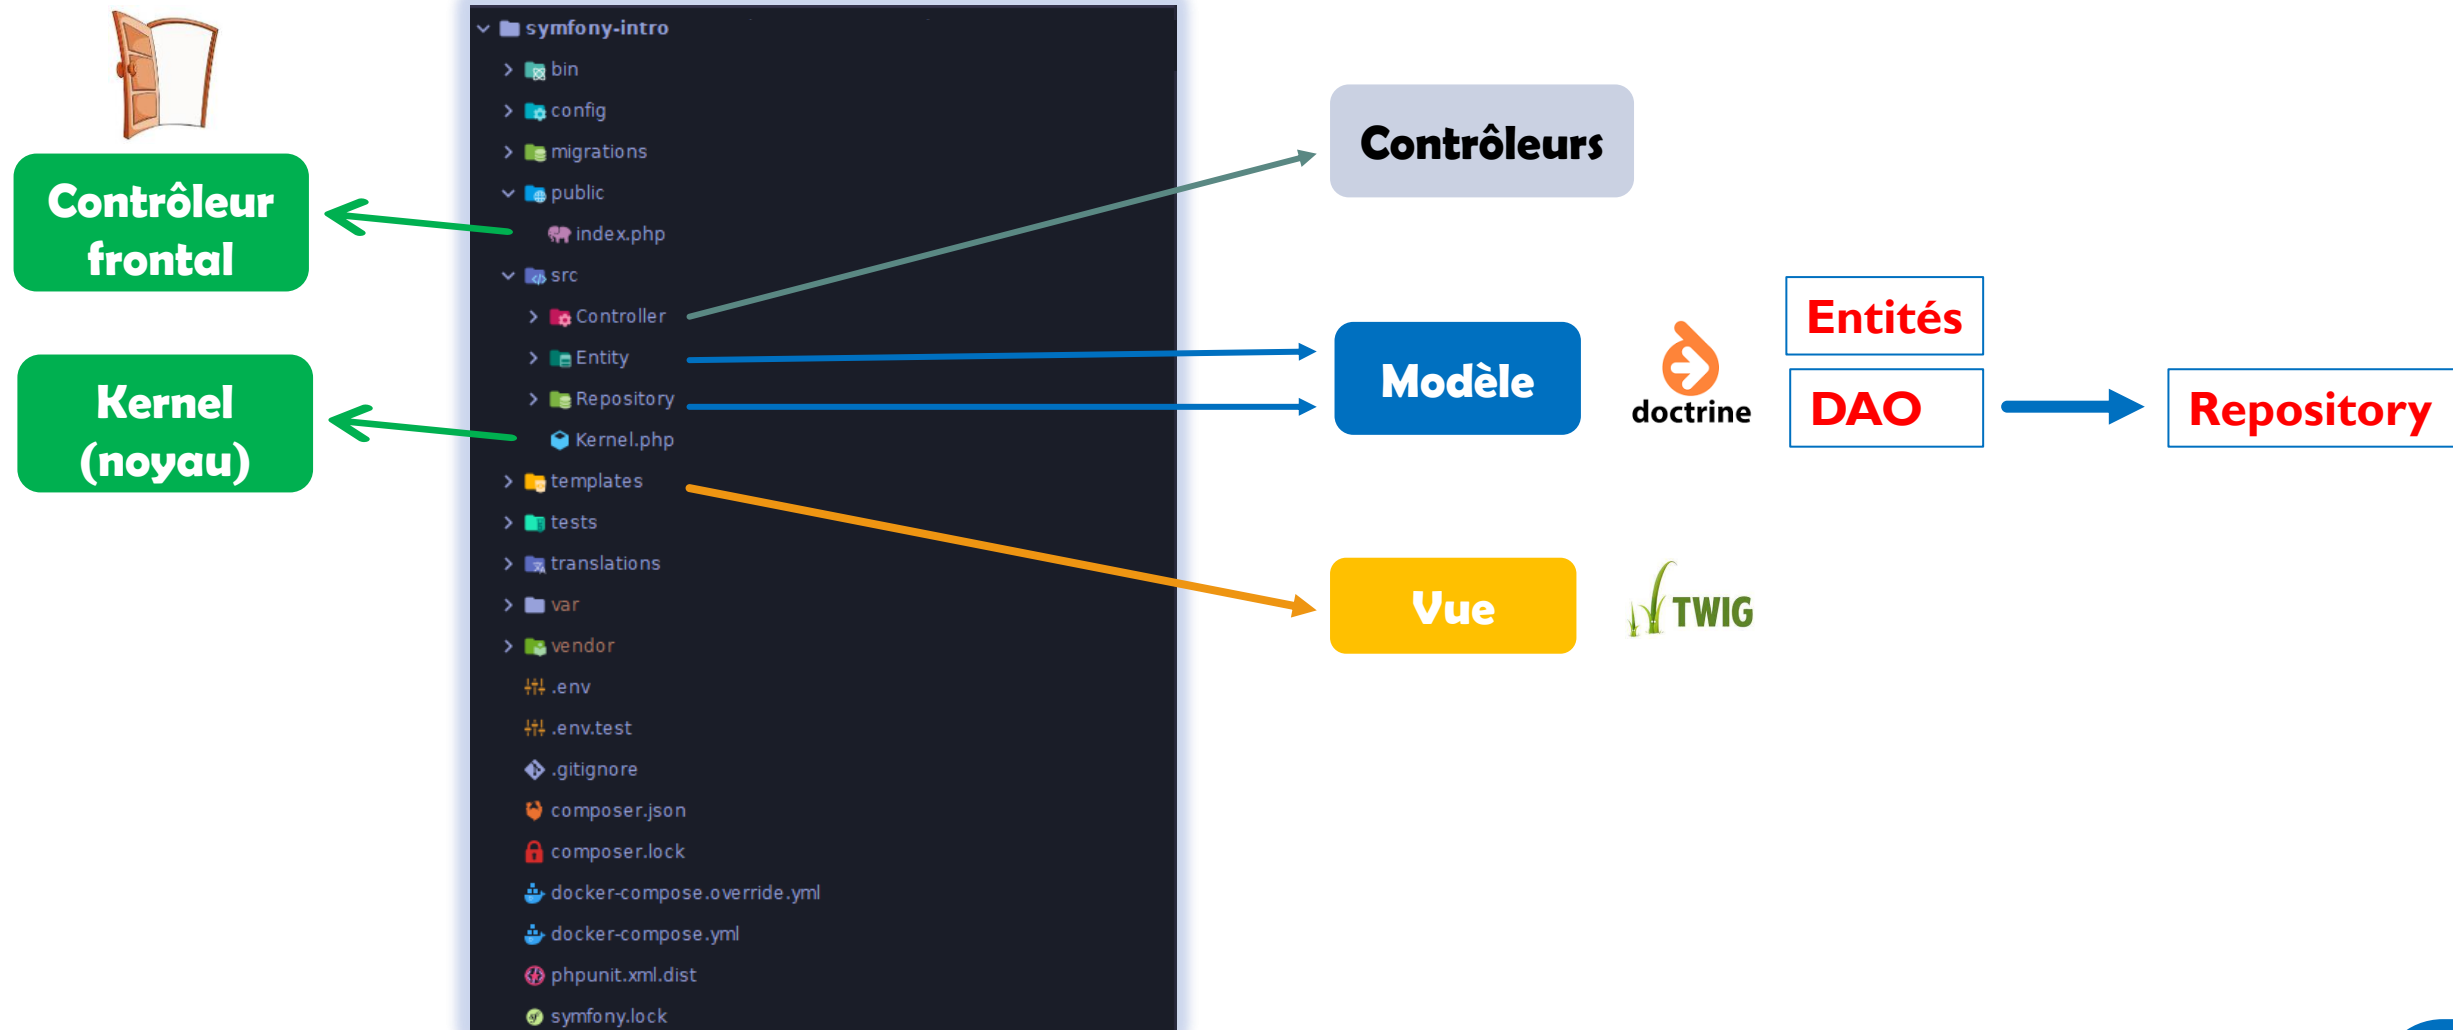 Contrôleur
frontal
Kernel
(noyau)
symfony-intro
bin
config
migrations
public
index.php
src
Controller
Entity
Repository
Kernel.php
templates
tests
translations
var
vendor
.env
.env.test
.gitignore
composer.json
composer.lock
docker-compose.override.yml
docker-compose.yml
phpunit.xml.dist
symfony.lock
Contrôleurs
Modèle
doctrine
Entités
DAO
Repository
Vue
TWIG